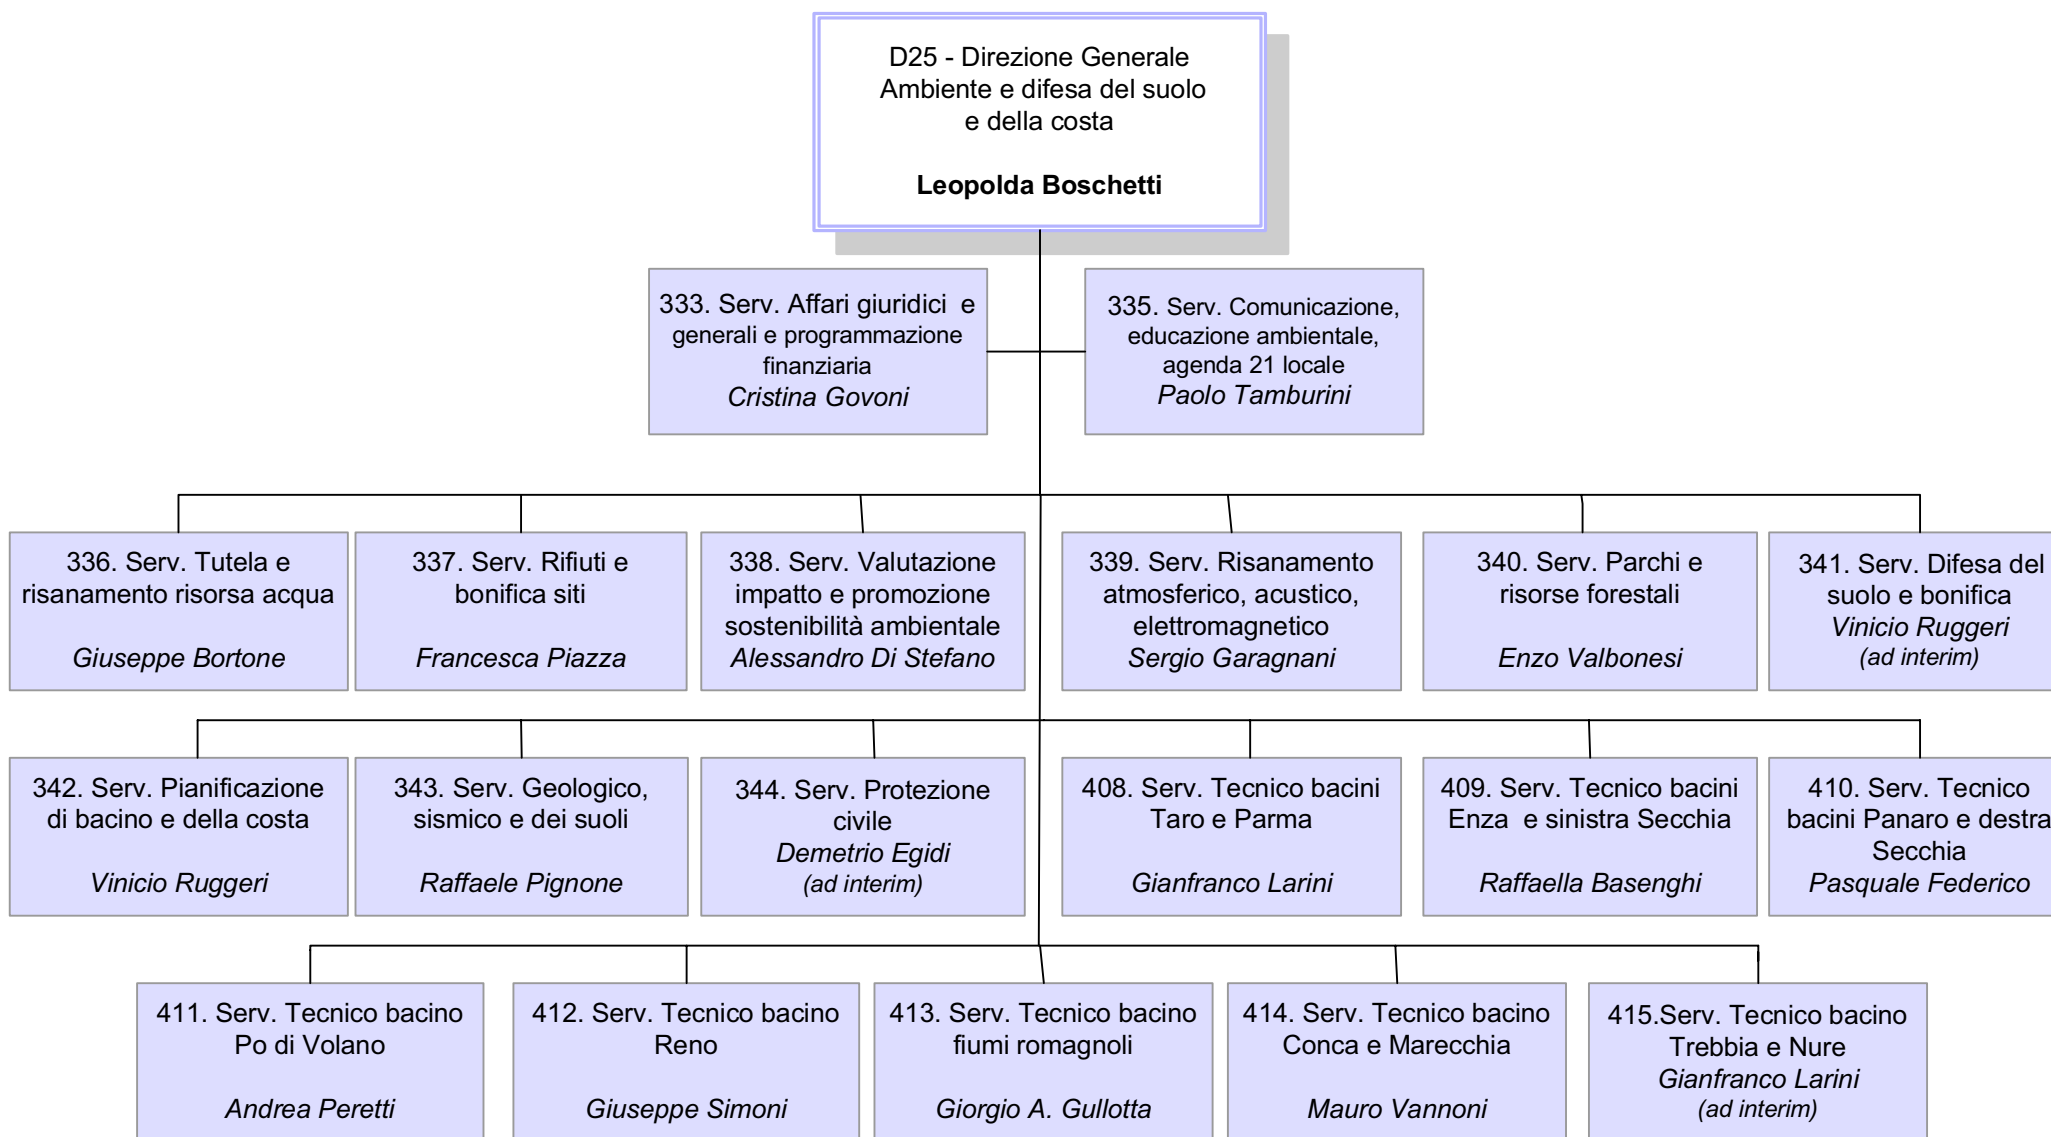 D25 - Direzione Generale
Ambiente e difesa del suolo
e della costa
Leopolda Boschetti
333. Serv. Affari giuridici e
generali e programmazione
finanziaria
Cristina Govoni
335. Serv. Comunicazione,
educazione ambientale,
agenda 21 locale
Paolo Tamburini
336. Serv. Tutela e
risanamento risorsa acqua
Giuseppe Bortone
337. Serv. Rifiuti e
bonifica siti
Francesca Piazza
338. Serv. Valutazione
impatto e promozione
sostenibilità ambientale
Alessandro Di Stefano
339. Serv. Risanamento
atmosferico, acustico,
elettromagnetico
Sergio Garagnani
340. Serv. Parchi e
risorse forestali
Enzo Valbonesi
341. Serv. Difesa del
suolo e bonifica
Vinicio Ruggeri
(ad interim)
342. Serv. Pianificazione
di bacino e della costa
Vinicio Ruggeri
343. Serv. Geologico,
sismico e dei suoli
Raffaele Pignone
344. Serv. Protezione
civile
Demetrio Egidi
(ad interim)
408. Serv. Tecnico bacini
Taro e Parma
Gianfranco Larini
409. Serv. Tecnico bacini
Enza e sinistra Secchia
Raffaella Basenghi
410. Serv. Tecnico
bacini Panaro e destra
Secchia
Pasquale Federico
411. Serv. Tecnico bacino
Po di Volano
Andrea Peretti
412. Serv. Tecnico bacino
Reno
Giuseppe Simoni
413. Serv. Tecnico bacino
fiumi romagnoli
Giorgio A. Gullotta
414. Serv. Tecnico bacino
Conca e Marecchia
Mauro Vannoni
415.Serv. Tecnico bacino
Trebbia e Nure
Gianfranco Larini
(ad interim)